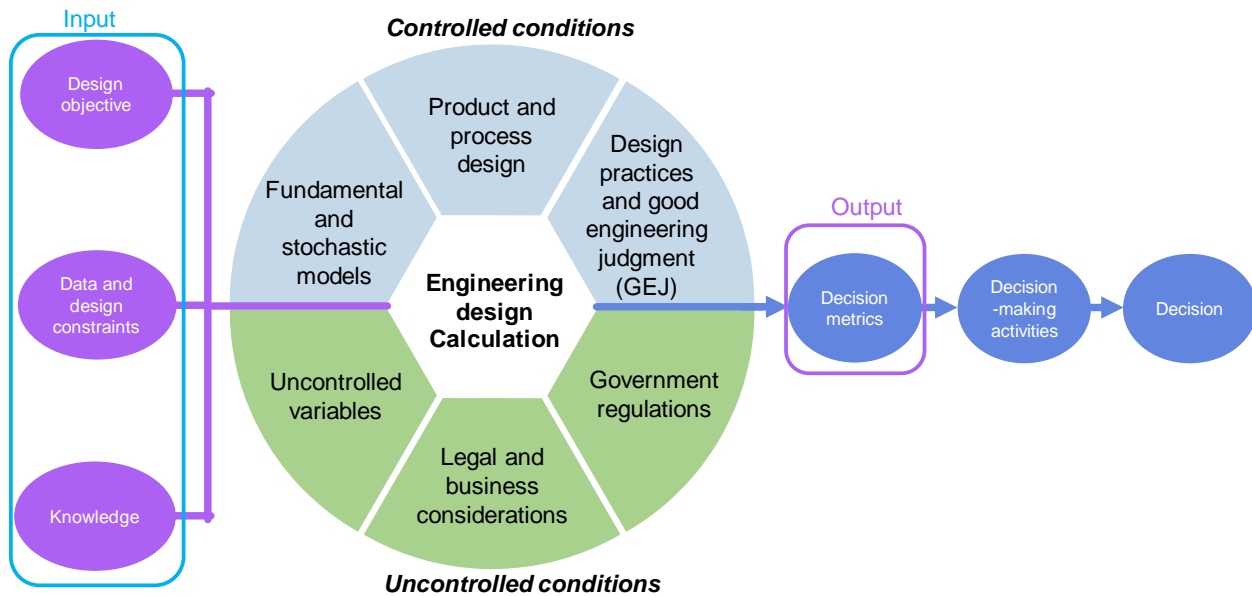 Input
Design
objective
Data and
design
constraints
Knowledge
Controlled conditions
Product and
process
design
Fundamental
and
stochastic
models
Design
practices
and good
engineering
judgment
(GEJ)
Engineering
design
Calculation
Uncontrolled
variables
Legal and
business
considerations
Government
regulations
Uncontrolled conditions
Output
Decision
metrics
Decision
-making
activities
Decision